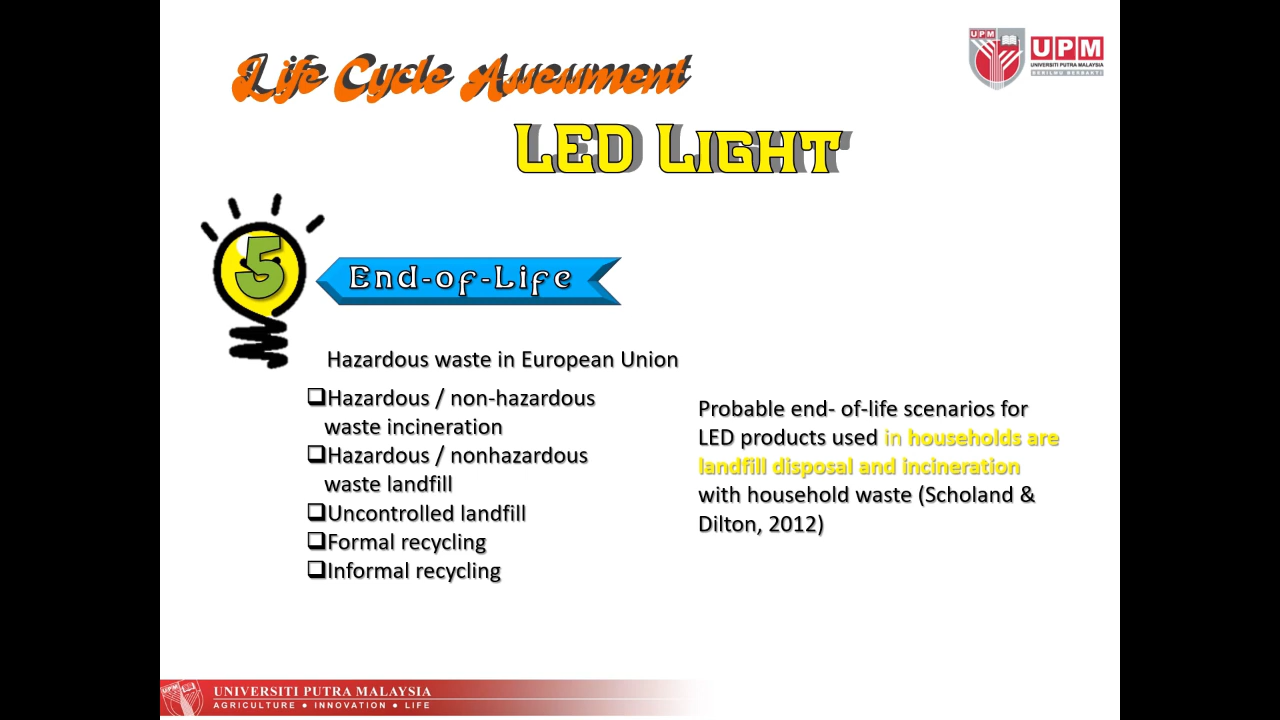 Life Cycle Assessment
UPM
UPM
UNIVERSITI PUTRA MALAYSIA
BERILMU BERBAKTI
LED LIGHT
5
End-of-Life
Hazardous waste in European Union
❑Hazardous / non-hazardous
waste incineration
❑Hazardous / nonhazardous
waste landfill
❑Uncontrolled landfill
❑Formal recycling
❑Informal recycling
Probable end- of-life scenarios for
LED products used in households are
landfill disposal and incineration
with household waste (Scholand &
Dilton, 2012)
UPM
UNIVERSITI PUTRA MALAYSIA
AGRICULTURE • INNOVATION • LIFE